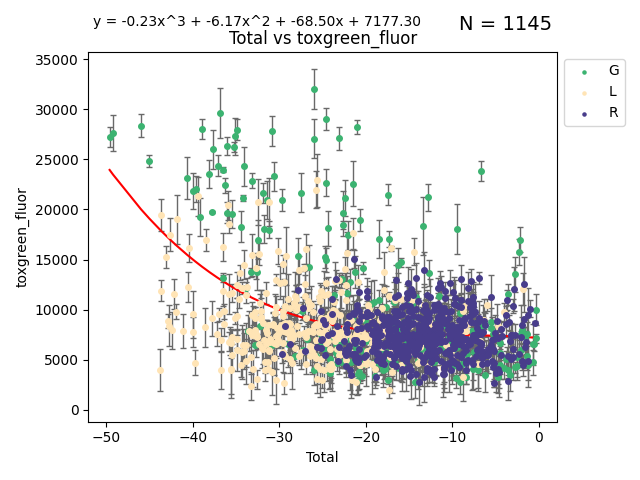 y = -0.23x^3 + -6.17x^2 + -68.50x + 7177.30
N = 1145
Total vs toxgreen_fluor
35000
30000
25000
20000
15000
10000
5000
0
toxgreen_fluor
−50
−40
−30
−20
−10
0
Total
G
L
R